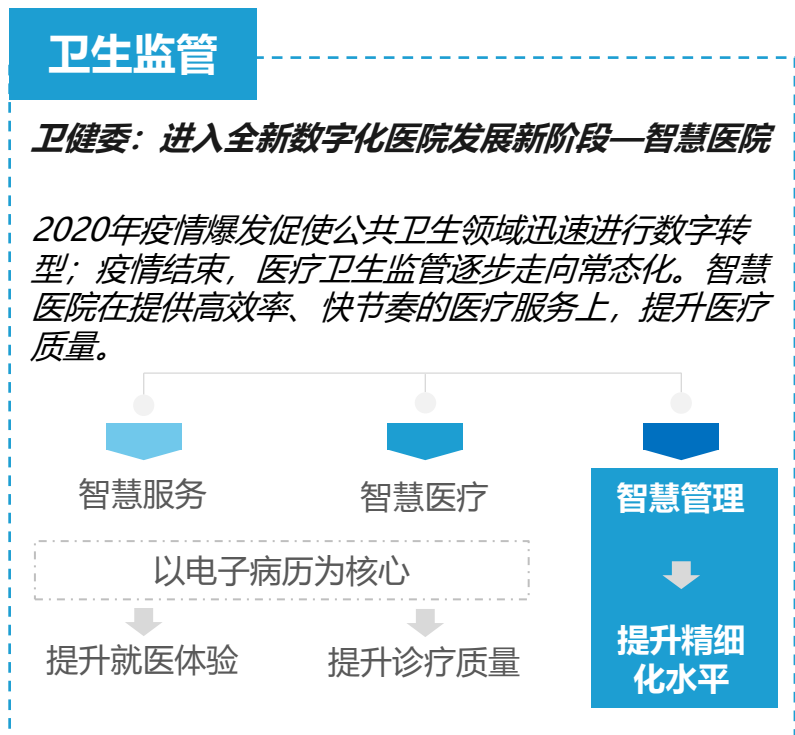 卫生监管
卫健委：进入全新数字化医院发展新阶段—智慧医院
2020年疫情爆发促使公共卫生领域迅速进行数字转
型；疫情结束，医疗卫生监管逐步走向常态化。智慧
医院在提供高效率、快节奏的医疗服务上，提升医疗
质量。
智慧服务
智慧医疗
智慧管理
以电子病历为核心
提升就医体验
提升诊疗质量
提升精细
化水平